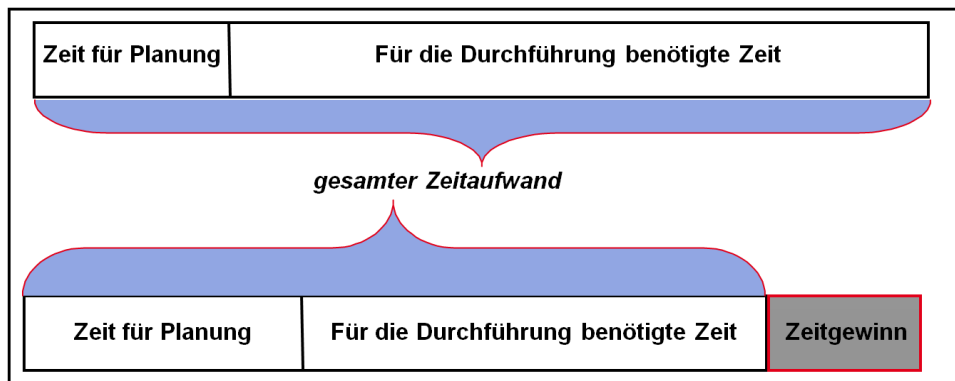 Zeit für Planung
Für die Durchführung benötigte Zeit
gesamter Zeitaufwand
Zeit für Planung
Für die Durchführung benötigte Zeit
Zeitgewinn